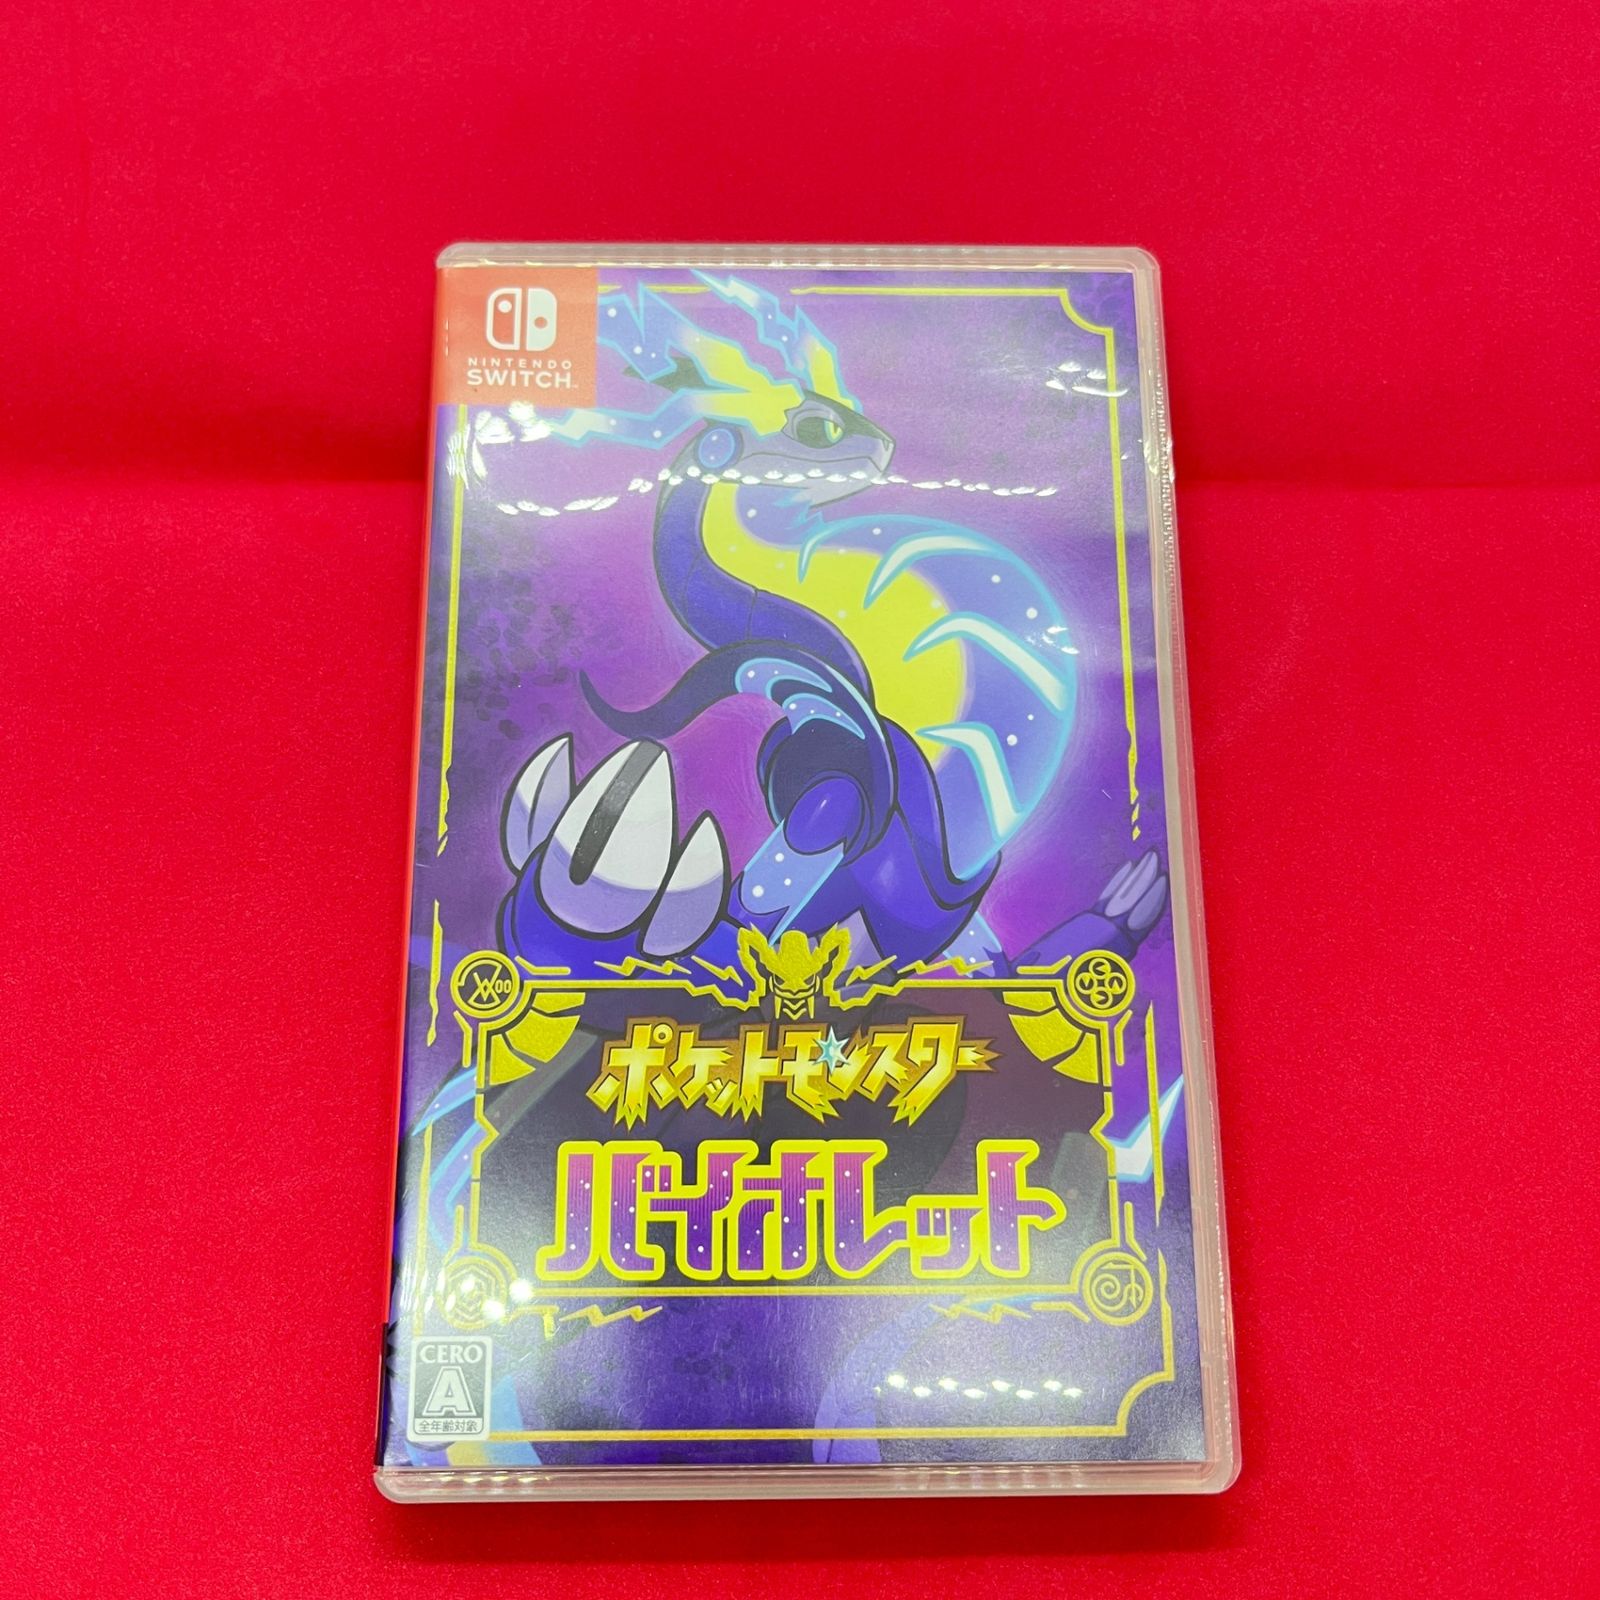 NINTENDO
SWITCH™
ポケットモンスター
バイオレット
CERO
A
全年齢対象